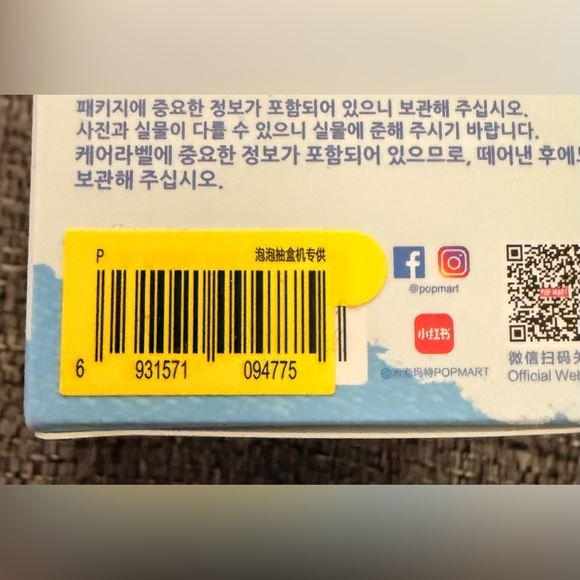 패키지에 중요한 정보가 포함되어 있으니 보관해 주십시오.
사진과 실물이 다를 수 있으니 실물에 준해 주시기 바랍니다.
케어라벨에 중요한 정보가 포함되어 있으므로, 떼어낸 후에도
보관해 주십시오.
P 泡泡抽盒机专供
6 931571 094775
@popmart
小红书
@泡泡玛特POPMART
POP MART
微信扫码关
Official Web